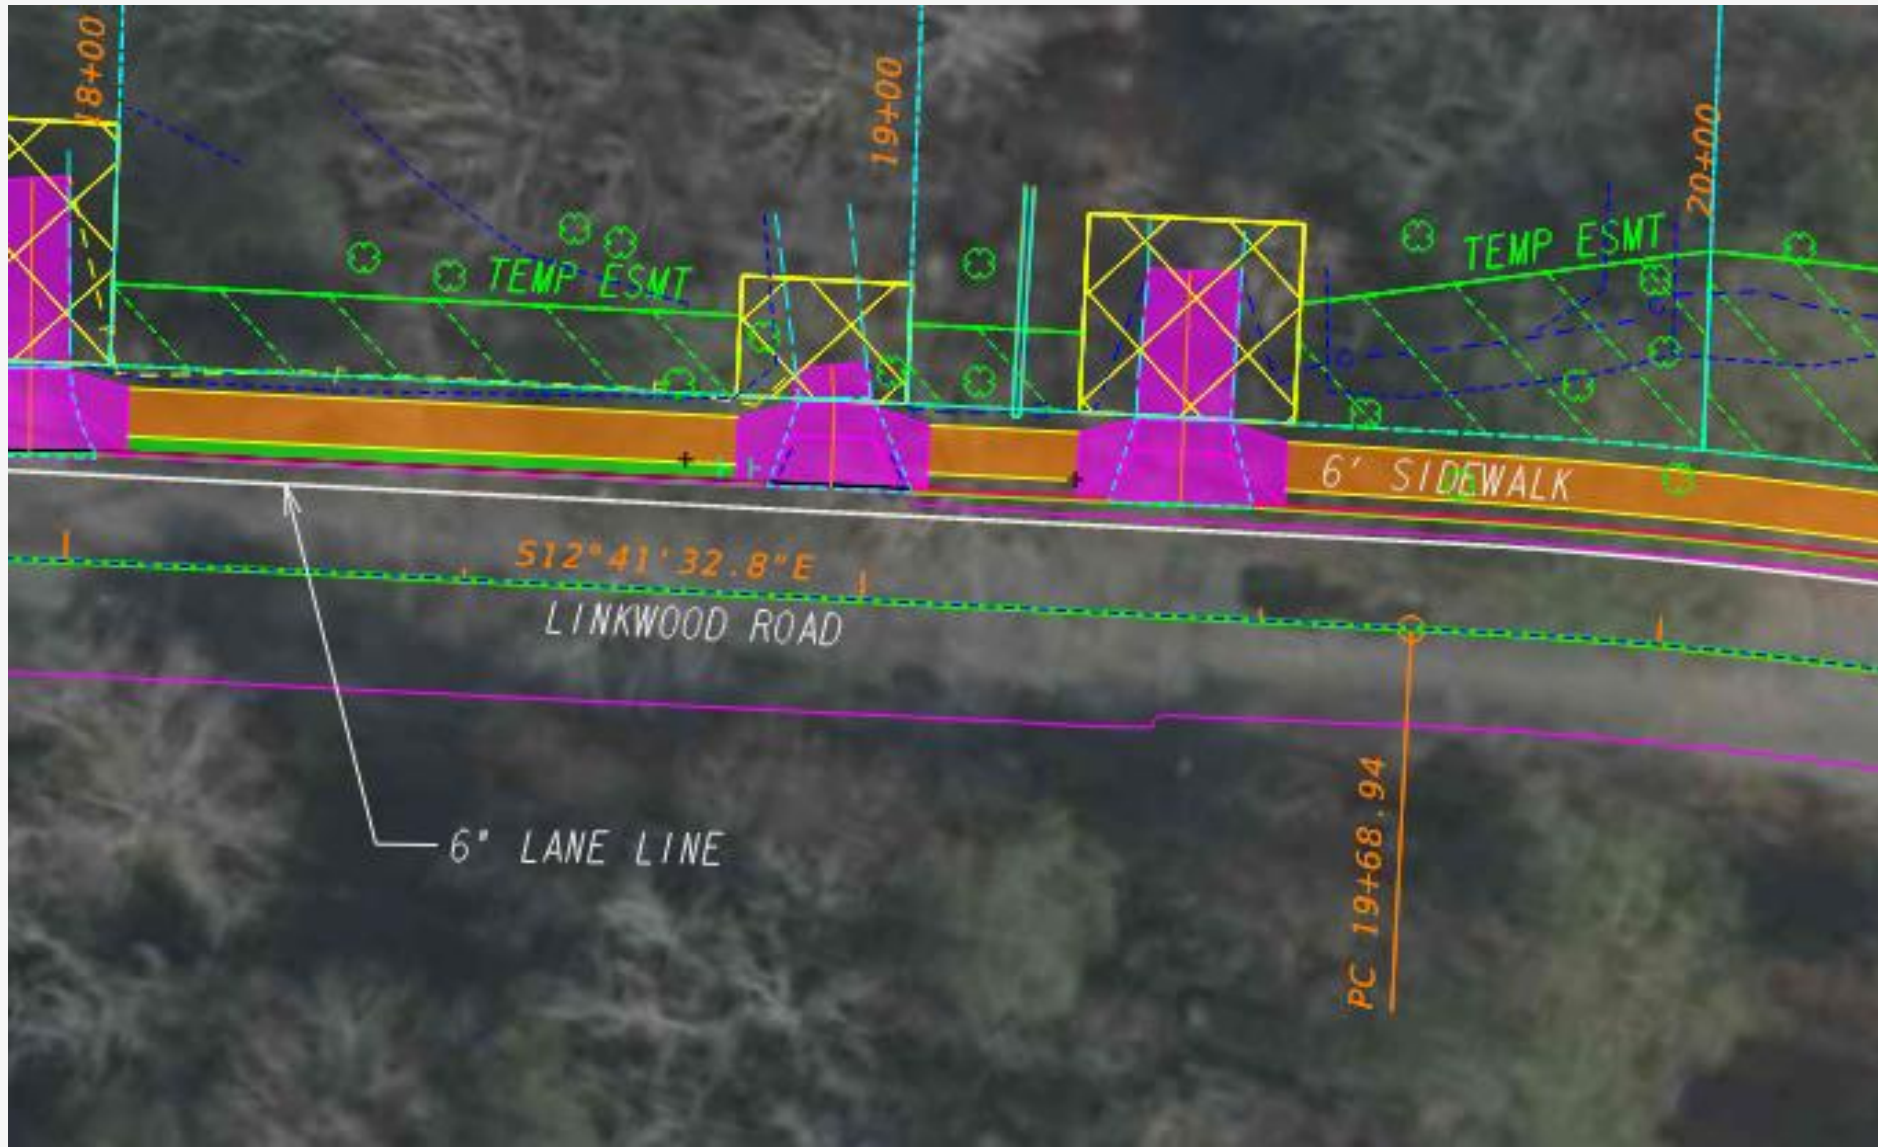 18+00
19+00
20+00
TEMP ESMT
TEMP ESMT
6' SIDEWALK
S12°41'32.8"E
LINKWOOD ROAD
6" LANE LINE
PC 19+68.94